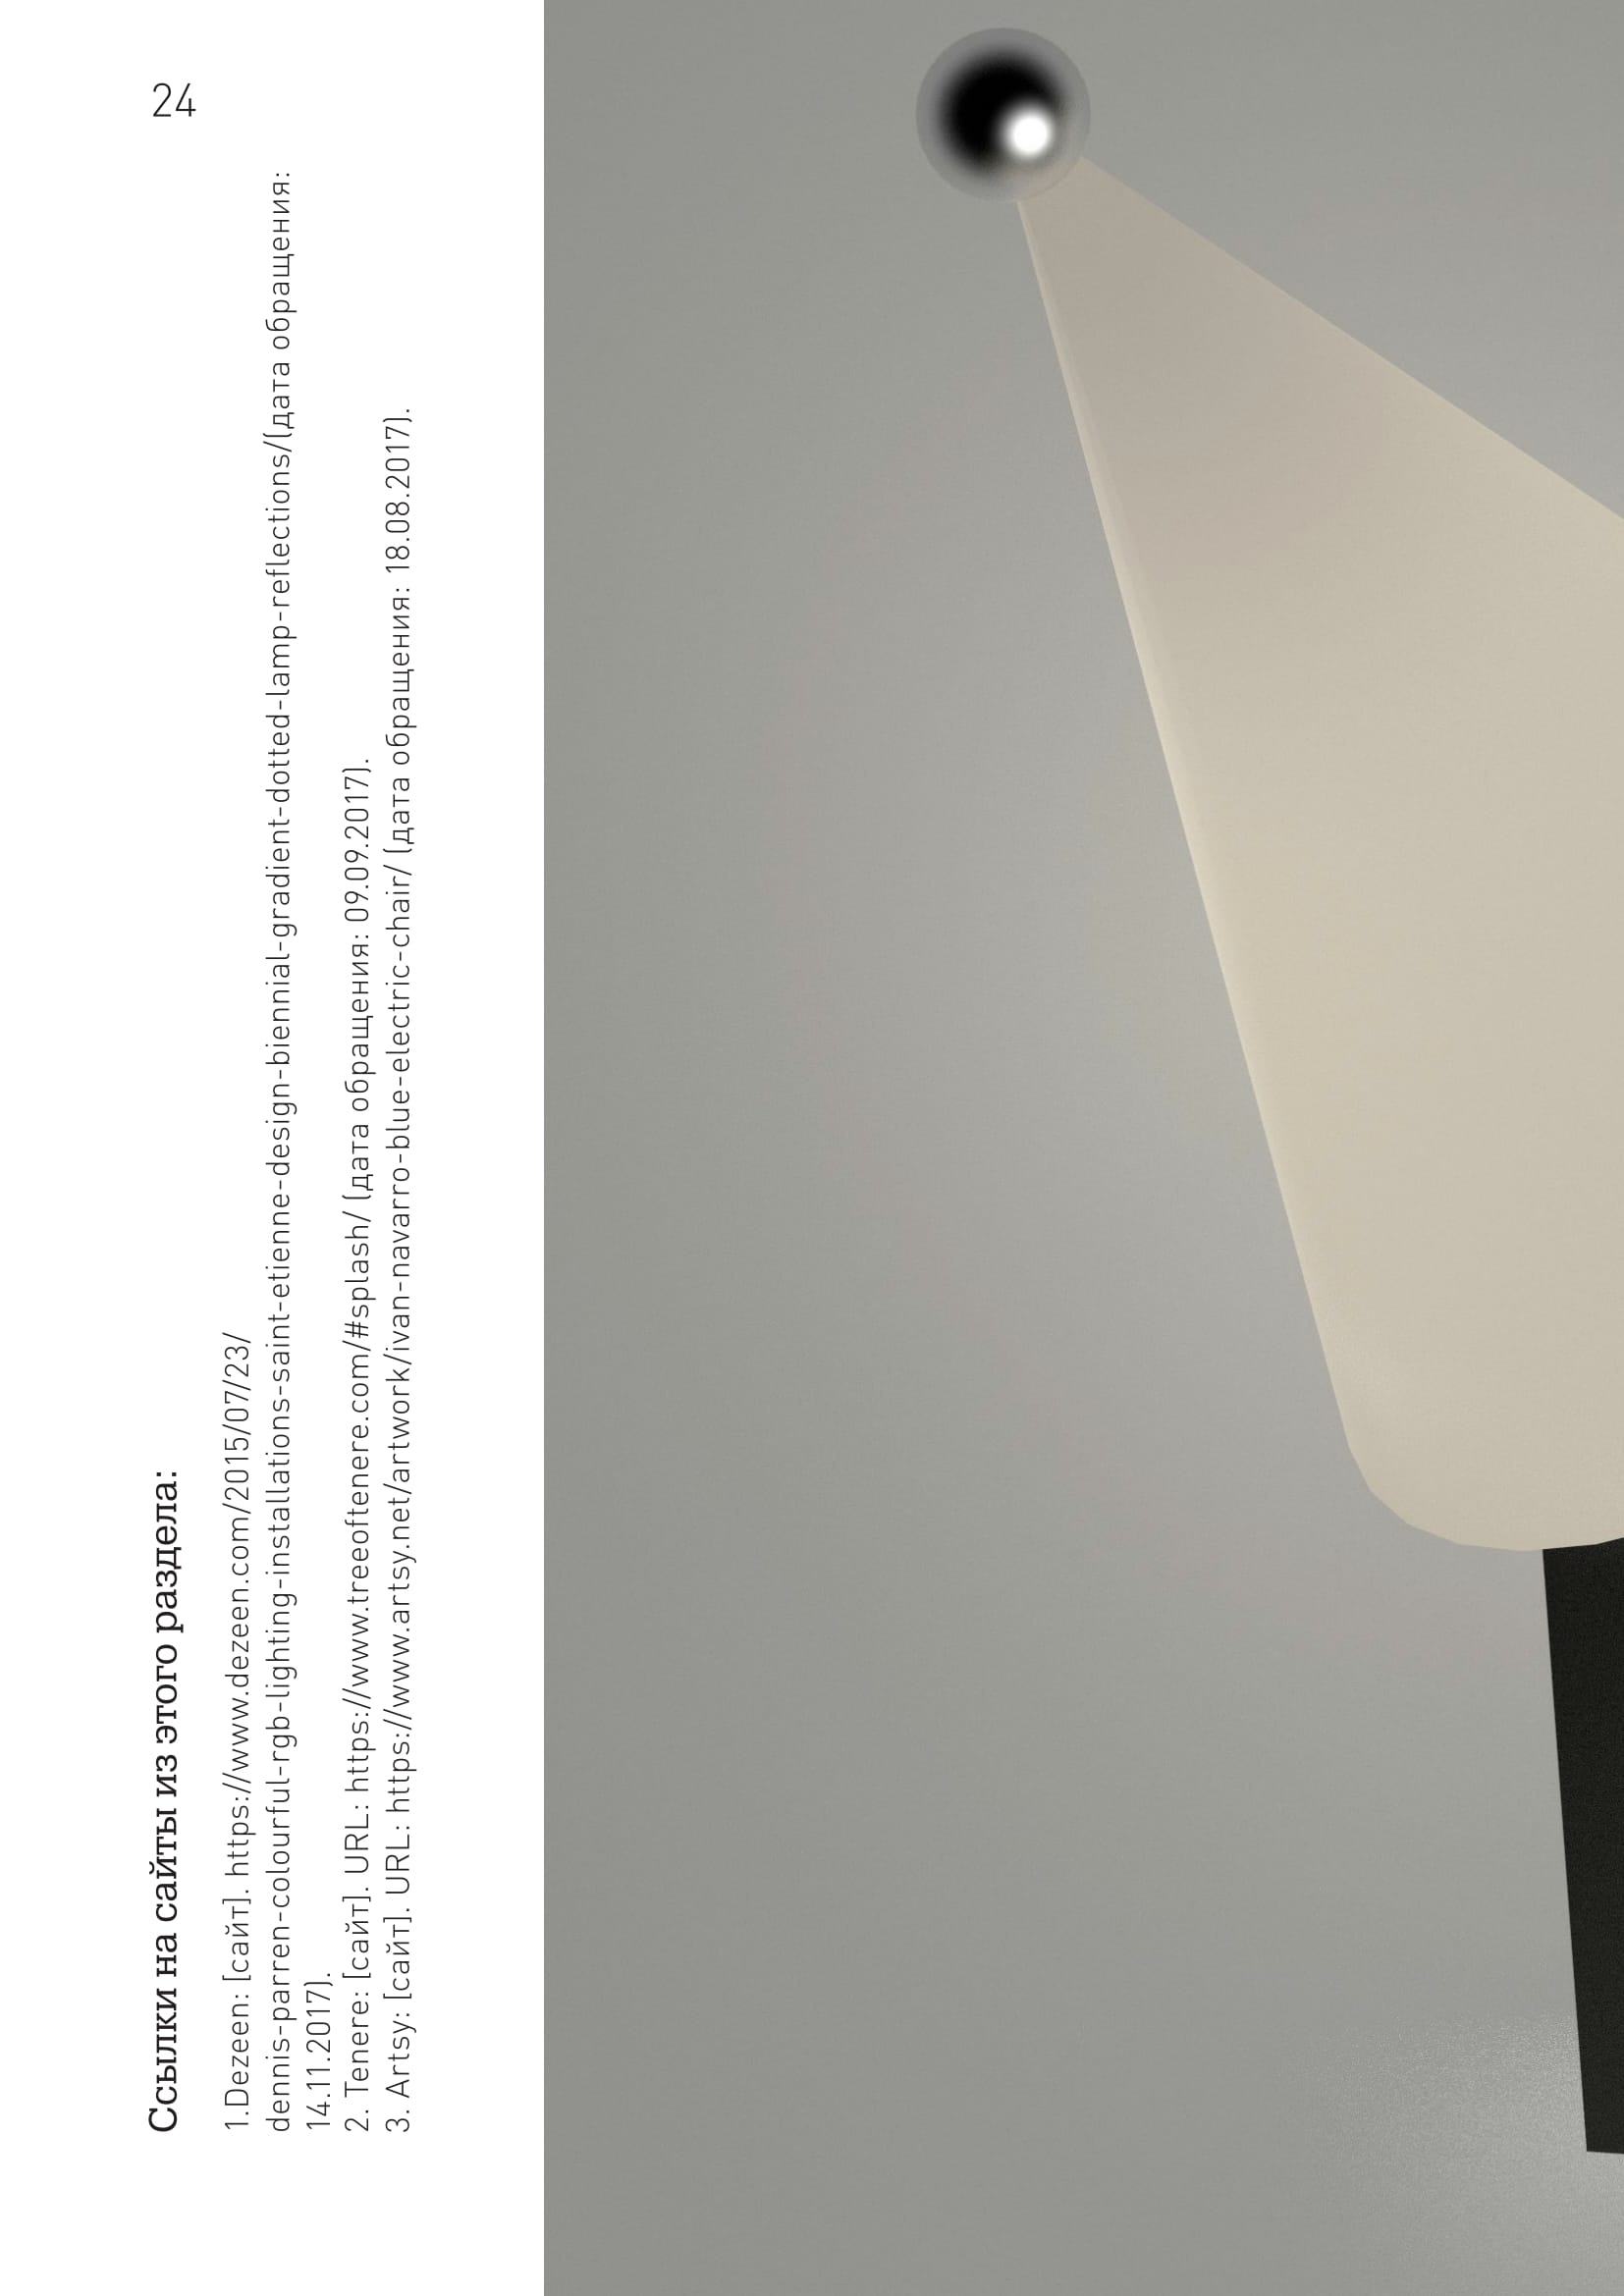 24
Ссылки на сайты из этого раздела:
1.Dezeen: [сайт]. https://www.dezeen.com/2015/07/23/
dennis-parren-colourful-rgb-lighting-installations-saint-etienne-design-biennial-gradient-dotted-lamp-reflections/(дата обращения:
14.11.2017).
2. Tenere: [сайт]. URL: https://www.treeoftenere.com/#splash/ (дата обращения: 09.09.2017).
3. Artsy: [сайт]. URL: https://www.artsy.net/artwork/ivan-navarro-blue-electric-chair/ (дата обращения: 18.08.2017).